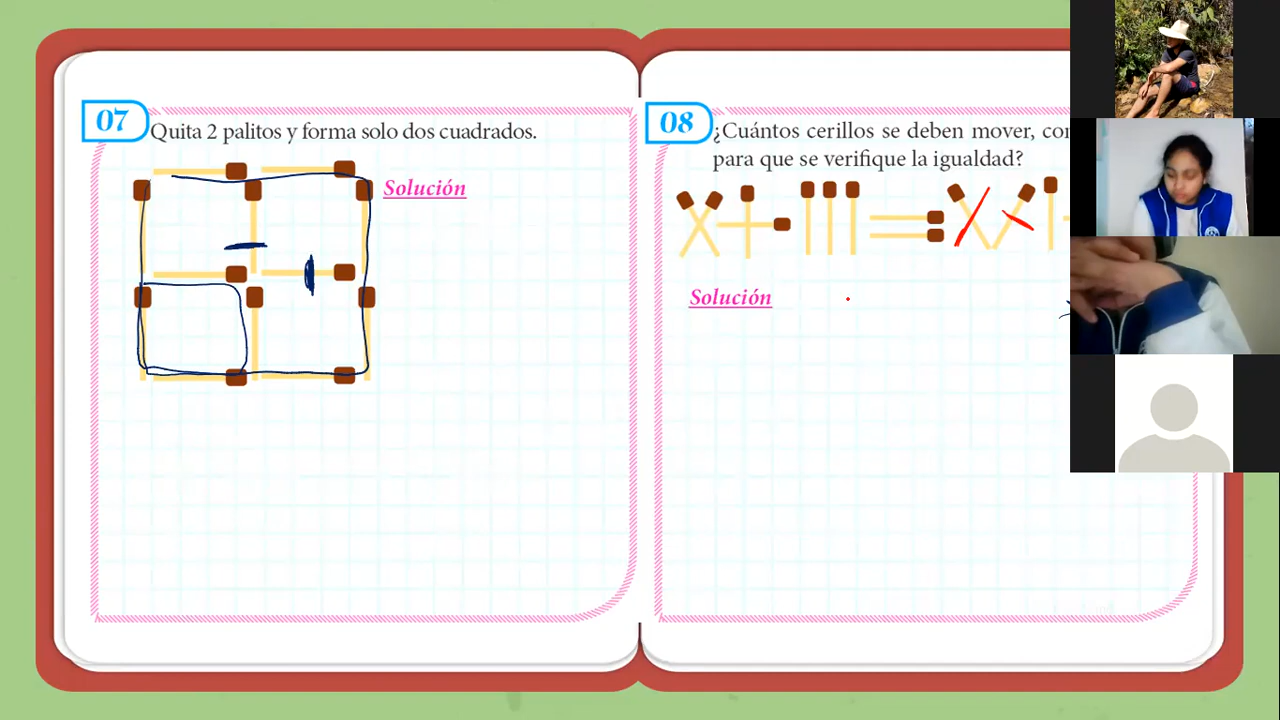 07
Quita 2 palitos y forma solo dos cuadrados.
Solución
08
¿Cuántos cerillos se deben mover,
para que se verifique la igualdad?
Solución